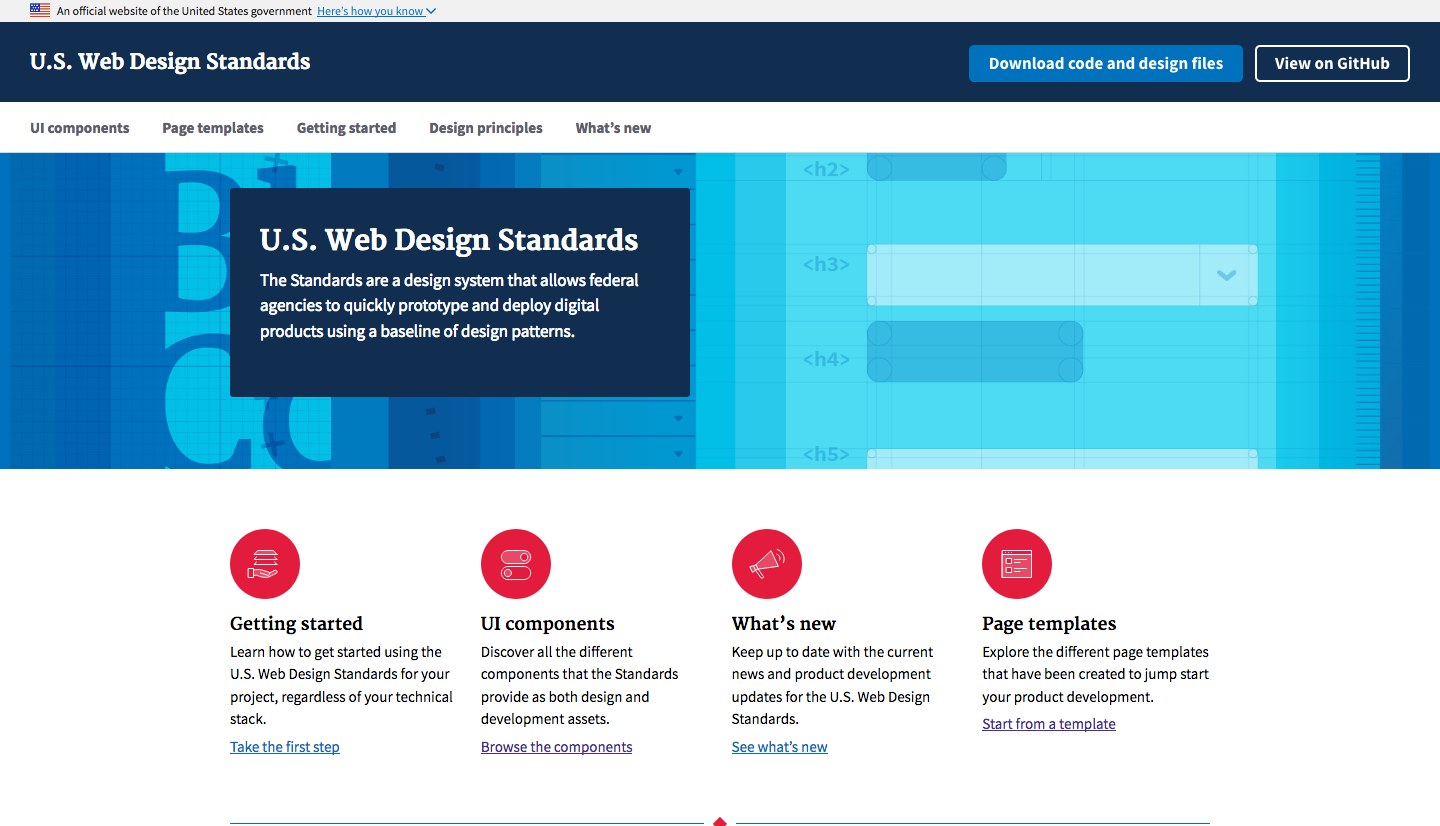 An official website of the United States government Here's how you know
U.S. Web Design Standards
Download code and design files
View on GitHub
UI components
Page templates
Getting started
Design principles
What's new
<h2>
<h3>
<h4>
<h5>
U.S. Web Design Standards
The Standards are a design system that allows federal
agencies to quickly prototype and deploy digital
products using a baseline of design patterns.
Getting started
Learn how to get started using the
U.S. Web Design Standards for your
project, regardless of your technical
stack.
Take the first step
UI components
Discover all the different
components that the Standards
provide as both design and
development assets.
Browse the components
What's new
Keep up to date with the current
news and product development
updates for the U.S. Web Design
Standards.
See what's new
Page templates
Explore the different page templates
that have been created to jump start
your product development.
Start from a template